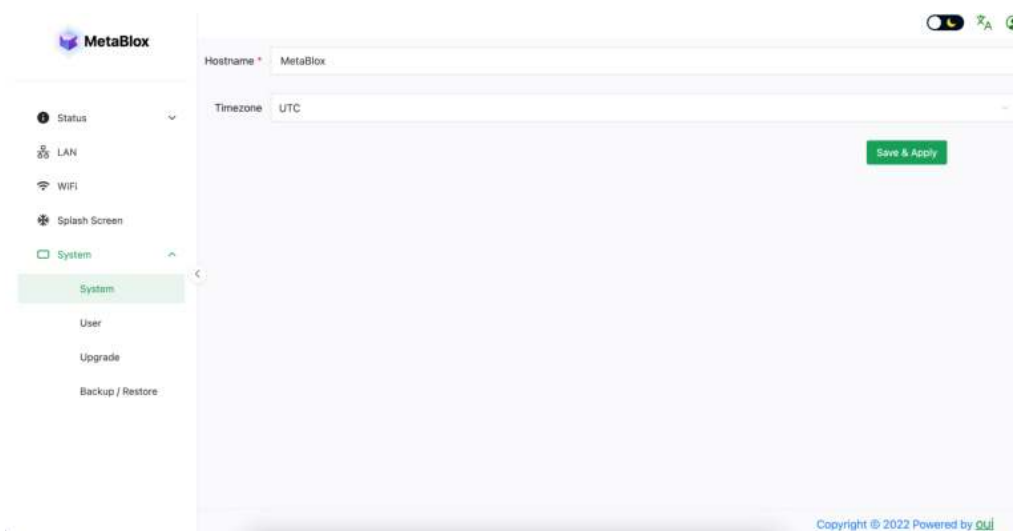 MetaBlox
Hostname * MetaBlox
Timezone UTC
Save & Apply
Status
LAN
WiFi
Splash Screen
System
System
User
Upgrade
Backup / Restore
Copyright © 2022 Powered by oui